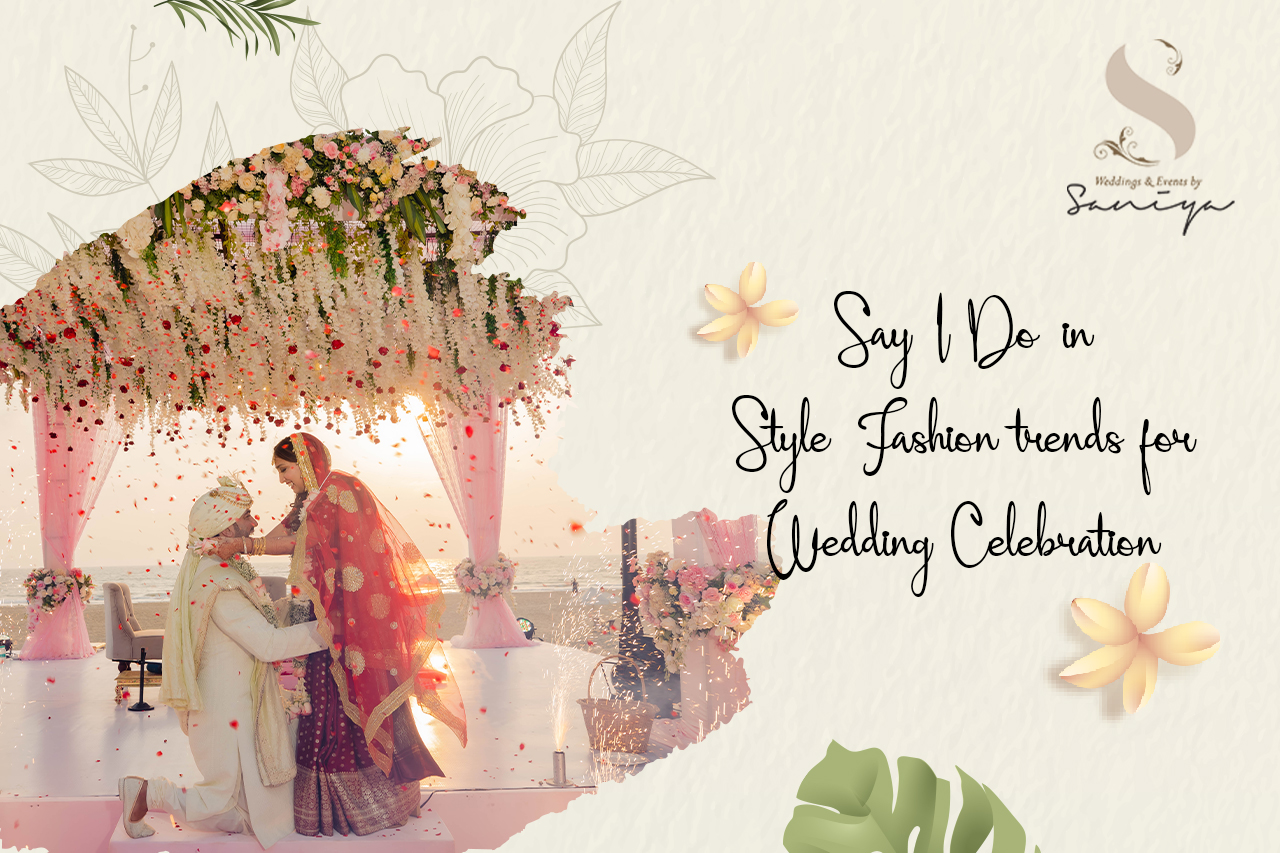 Weddings & Events by
Saniya
Say I Do in
Style Fashion trends for
Wedding Celebration